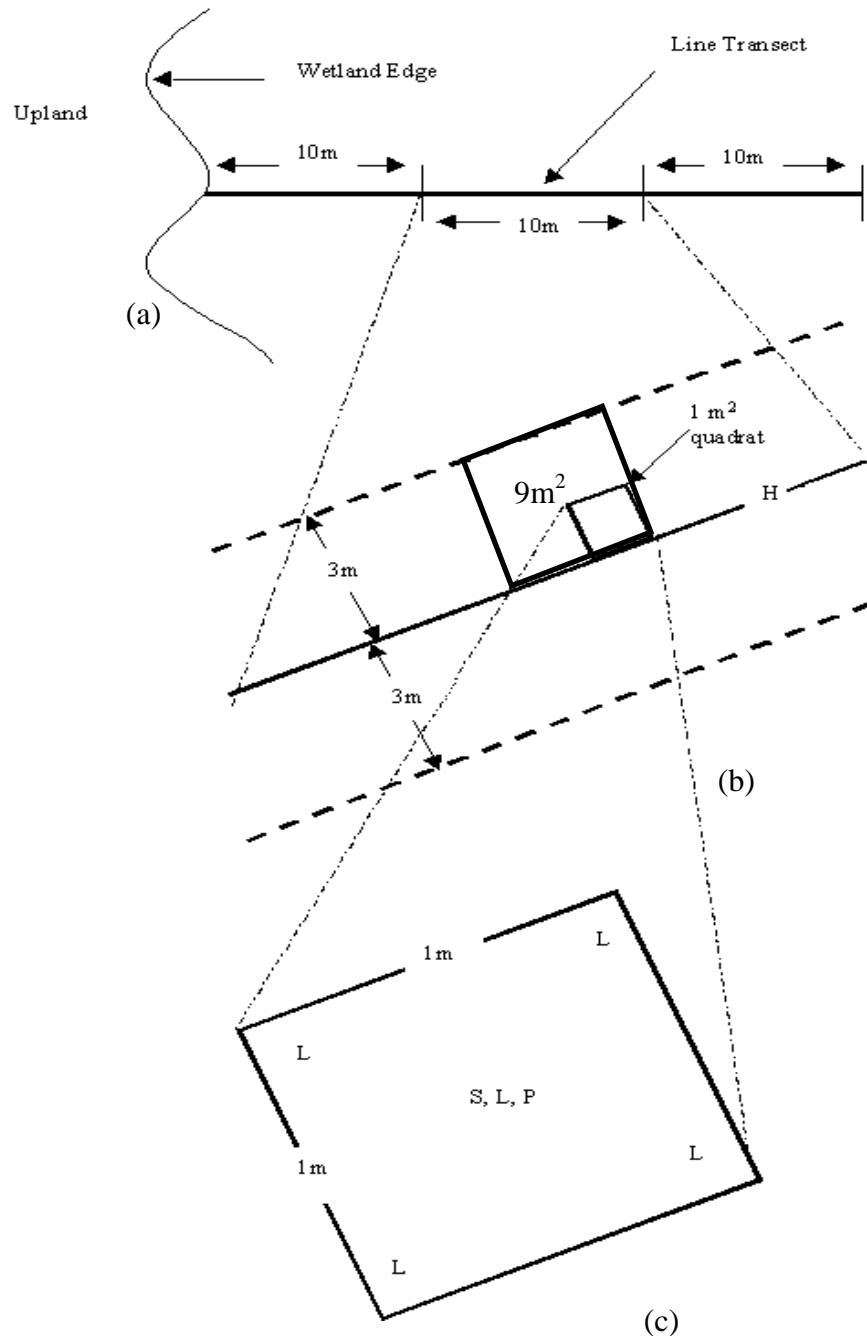 Line Transect
Wetland Edge
Upland
10m
10m
10m
(a)
1 m²
quadrat
9m²
H
3m
3m
(b)
1m
L
L
S, L, P
1m
L
L
(c)